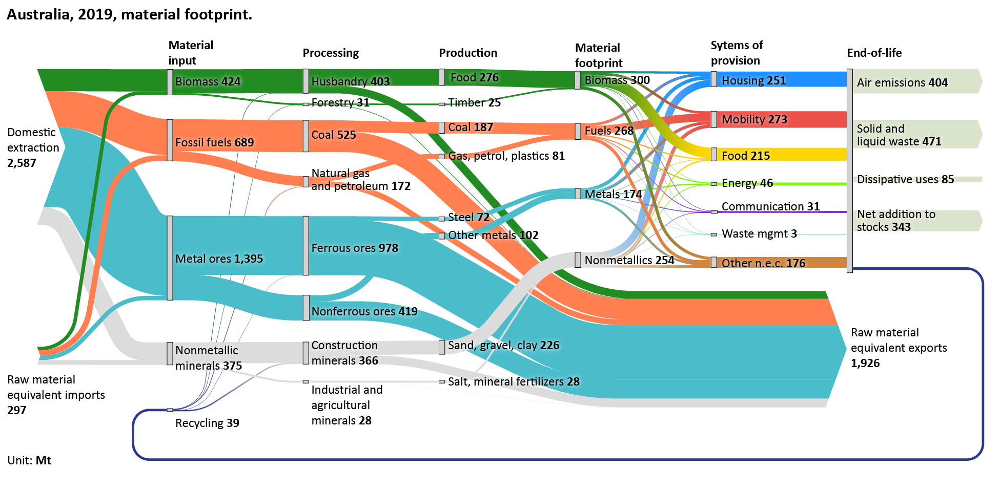 Australia, 2019, material footprint.
Material
input
Processing
Production
Material
footprint
Sytems of
provision
End-of-life
Domestic
extraction
2,587
Raw material
equivalent imports
297
Unit: Mt
Biomass 424
Fossil fuels 689
Metal ores 1,395
Nonmetallic
minerals 375
Recycling 39
Husbandry 403
Forestry 31
Coal 525
Natural gas
and petroleum 172
Ferrous ores 978
Nonferrous ores 419
Construction
minerals 366
Industrial and
agricultural
minerals 28
Food 276
Timber 25
Coal 187
Gas, petrol, plastics 81
Steel 72
Other metals 102
Sand, gravel, clay 226
Salt, mineral fertilizers 28
Biomass 300
Fuels 268
Metals 174
Nonmetallics 254
Housing 251
Mobility 273
Food 215
Energy 46
Communication 31
Waste mgmt 3
Other n.e.c. 176
Air emissions 404
Solid and
liquid waste 471
Dissipative uses 85
Net addition to
stocks 343
Raw material
equivalent exports
1,926